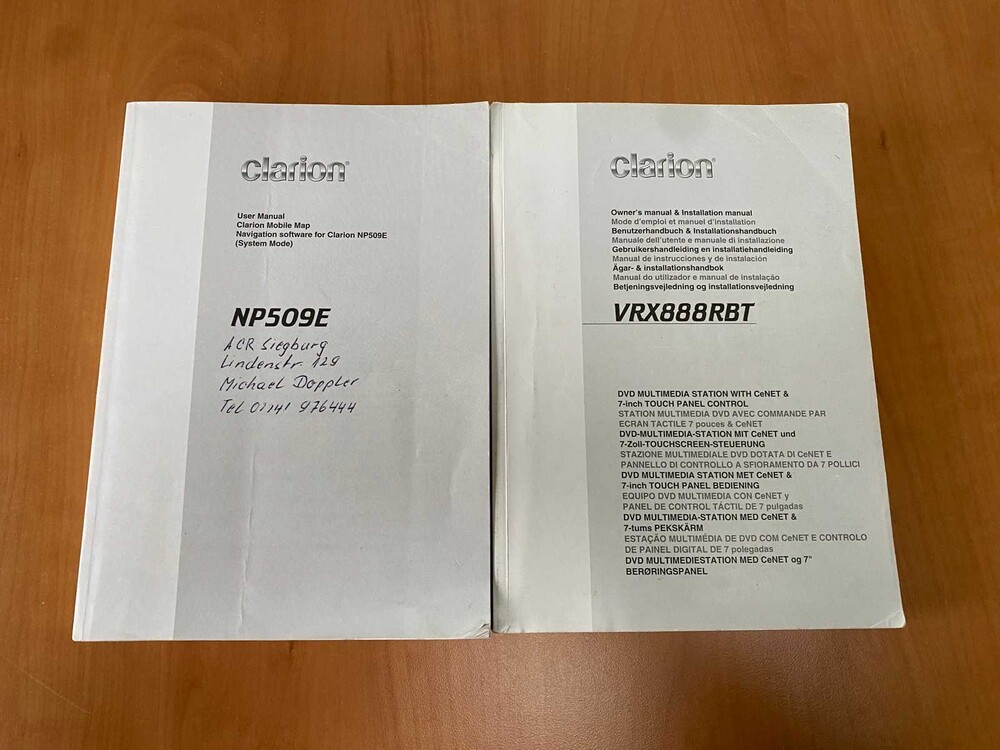 clarion
User Manual
Clarion Mobile Map
Navigation software for Clarion NP509E
(System Mode)
NP509E
ACR Siegburg
Lindenstr. 129
Michael Doppler
Tel 02241 976444
clarion
Owner's manual & Installation manual
Mode d'emploi et manuel d'installation
Benutzerhandbuch & Installationshandbuch
Manuale dell'utente e manuale di installazione
Gebruikershandleiding en installatiehandleiding
Manual de instrucciones y de instalación
Ägar- & installationshandbok
Manual do utilizador e manual de instalação
Betjeningsvejledning og installationsvejledning
VRX888RBT
DVD MULTIMEDIA STATION WITH CeNET &
7-inch TOUCH PANEL CONTROL
STATION MULTIMEDIA DVD AVEC COMMANDE PAR
ECRAN TACTILE 7 pouces & CeNET
DVD-MULTIMEDIA-STATION MIT CeNET und
7-Zoll-TOUCHSCREEN-STEUERUNG
STAZIONE MULTIMEDIALE DVD DOTATA DI CeNET E
PANNELLO DI CONTROLLO A SFIORAMENTO DA 7 POLLICI
DVD MULTIMEDIA STATION MET CeNET &
7-inch TOUCH PANEL BEDIENING
EQUIPO DVD MULTIMEDIA CON CeNET y
PANEL DE CONTROL TÁCTIL DE 7 pulgadas
DVD MULTIMEDIA-STATION MED CeNET &
7-tums PEKSKÄRM
ESTAÇÃO MULTIMÉDIA DE DVD COM CeNET E CONTROLO
DE PAINEL DIGITAL DE 7 polegadas
DVD MULTIMEDIESTATION MED CeNET og 7"
BERØRINGSPANEL